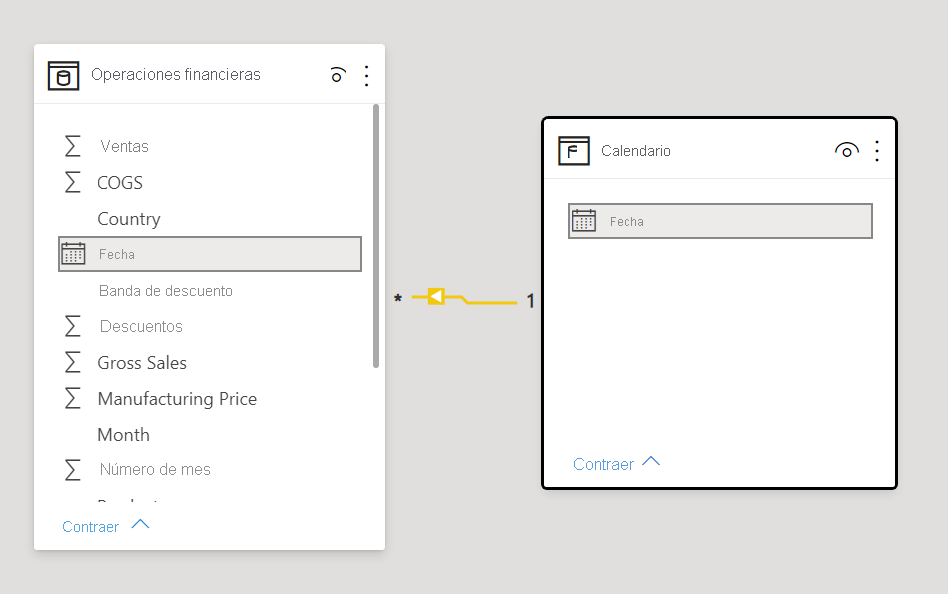 Operaciones financieras
Ventas
COGS
Country
Fecha
Banda de descuento
Descuentos
Gross Sales
Manufacturing Price
Month
Número de mes
Contraer
* 1
Calendario
Fecha
Contraer